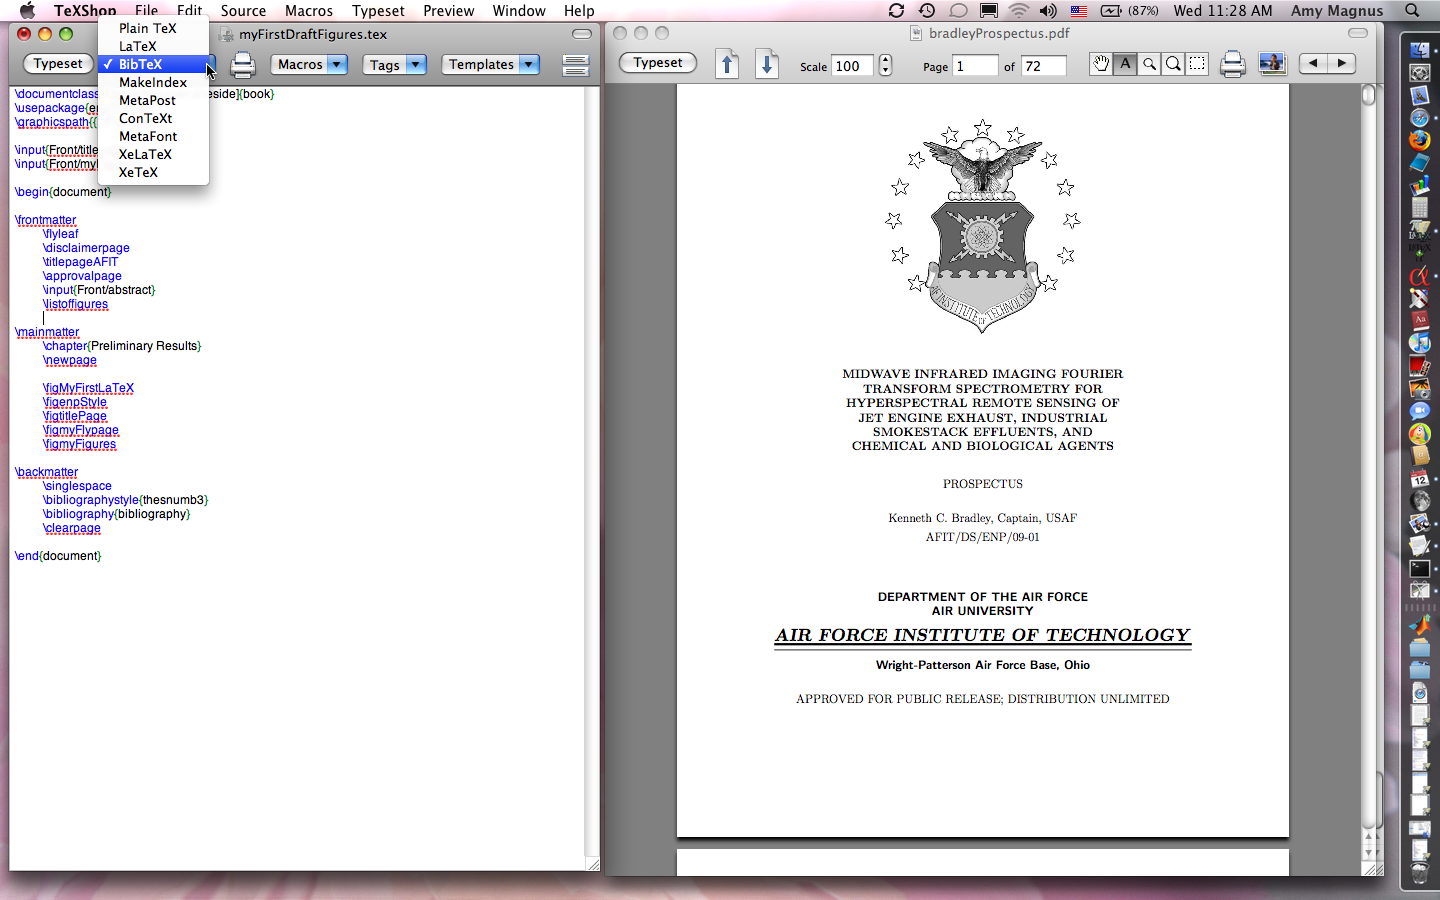 TeXShop File Edit Source Macros Typeset Preview Window Help (87%) Wed 11:28 AM Amy Magnus
myFirstDraftFigures.tex
Typeset Macros Tags Templates
Plain TeX
LaTeX
✓ BibTeX
MakeIndex
MetaPost
ConTeXt
MetaFont
XeLaTeX
XeTeX
\documentclass eside]{book}
\usepackage{
\graphicspath{{
\input{Front/title
\input{Front/my
\begin{document}
\frontmatter
\flyleaf
\disclaimerpage
\titlepageAFIT
\approvalpage
\input{Front/abstract}
\listoffigures
\mainmatter
\chapter{Preliminary Results}
\newpage
\figMyFirstLaTeX
\figenpStyle
\figtitlePage
\figmyFlypage
\figmyFigures
\backmatter
\singlespace
\bibliographystyle{thesnumb3}
\bibliography{bibliography}
\clearpage
\end{document}
bradleyProspectus.pdf
Typeset Scale 100 Page 1 of 72 A
INSTITUTE OF TECHNOLOGY
MIDWAVE INFRARED IMAGING FOURIER
TRANSFORM SPECTROMETRY FOR
HYPERSPECTRAL REMOTE SENSING OF
JET ENGINE EXHAUST, INDUSTRIAL
SMOKESTACK EFFLUENTS, AND
CHEMICAL AND BIOLOGICAL AGENTS
PROSPECTUS
Kenneth C. Bradley, Captain, USAF
AFIT/DS/ENP/09-01
DEPARTMENT OF THE AIR FORCE
AIR UNIVERSITY
AIR FORCE INSTITUTE OF TECHNOLOGY
Wright-Patterson Air Force Base, Ohio
APPROVED FOR PUBLIC RELEASE; DISTRIBUTION UNLIMITED
Aa
12